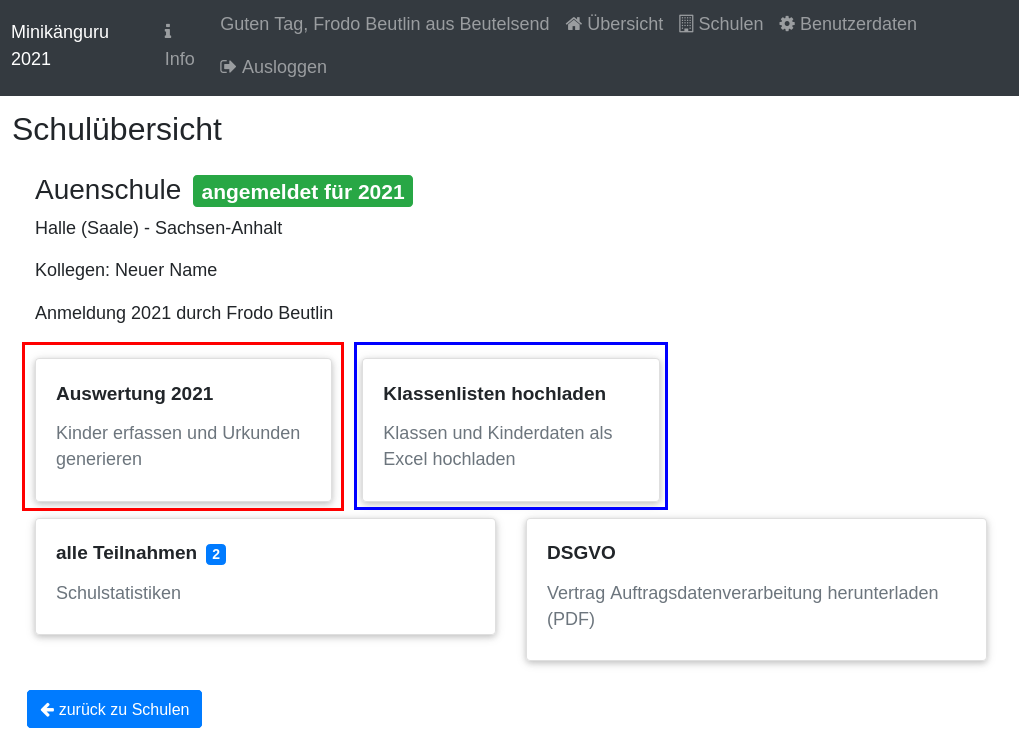 Minikänguru
2021
Info
Guten Tag, Frodo Beutlin aus Beutelsend Übersicht Schulen Benutzerdaten
Ausloggen
Schulübersicht
Auenschule angemeldet für 2021
Halle (Saale) - Sachsen-Anhalt
Kollegen: Neuer Name
Anmeldung 2021 durch Frodo Beutlin
Auswertung 2021
Kinder erfassen und Urkunden
generieren
Klassenlisten hochladen
Klassen und Kinderdaten als
Excel hochladen
alle Teilnahmen 2
Schulstatistiken
DSGVO
Vertrag Auftragsdatenverarbeitung herunterladen
(PDF)
zurück zu Schulen